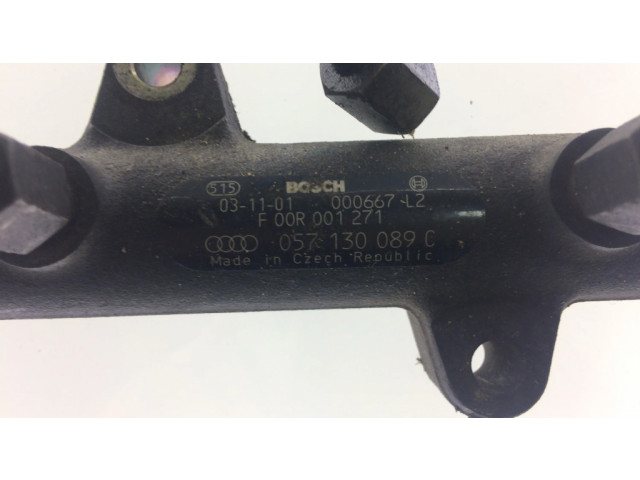 515 BOSCH
03-11-01 000667-L2
F 00R 001 271
057 130 089 C
Made in Czech Republic